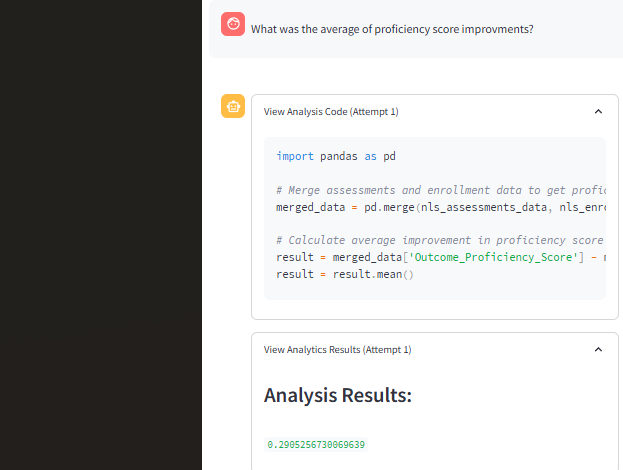 What was the average of proficiency score improvments?
View Analysis Code (Attempt 1)
import pandas as pd
# Merge assessments and enrollment data to get
merged_data = pd.merge(nls_assessments_data,
# Calculate average improvement in proficiency score
result = merged_data['Outcome_Proficiency_Score'] -
result = result.mean()
View Analytics Results (Attempt 1)
Analysis Results:
0.2905256730069639